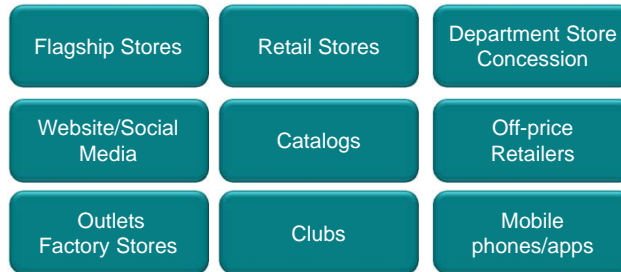 Flagship Stores
Retail Stores
Department Store
Concession
Website/Social
Media
Catalogs
Off-price
Retailers
Outlets
Factory Stores
Clubs
Mobile
phones/apps